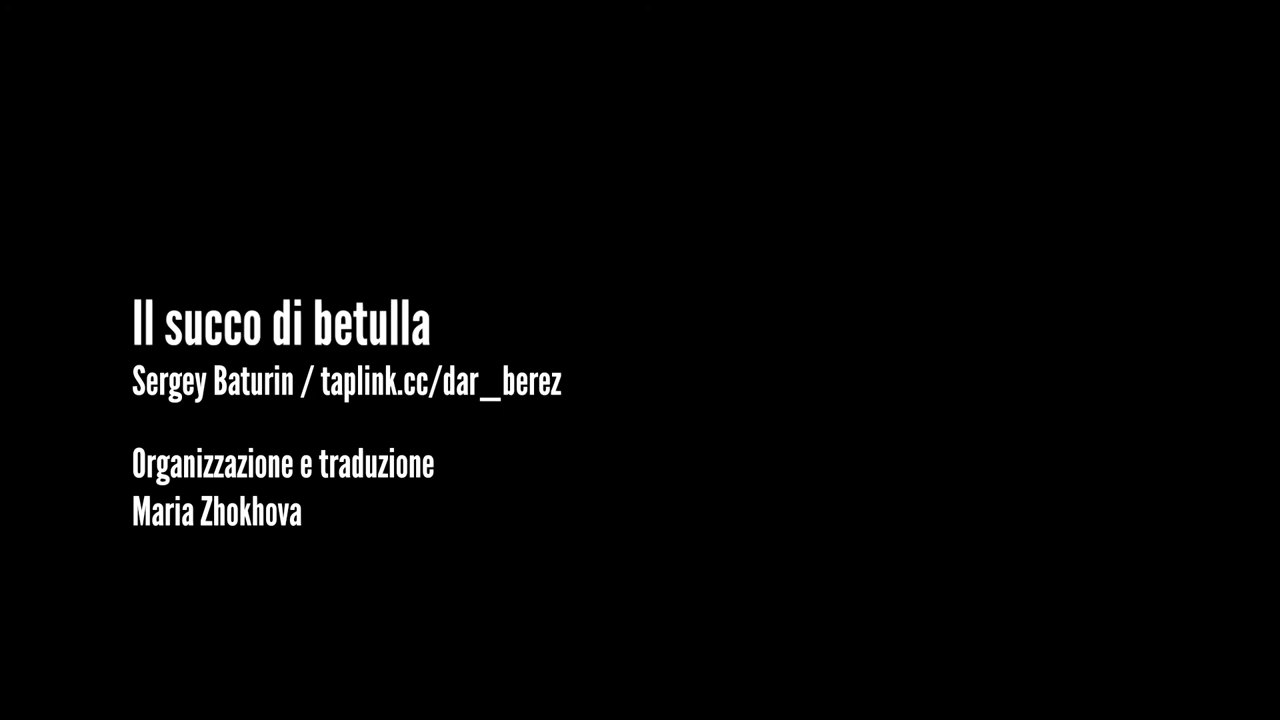 Il succo di betulla
Sergey Baturin / taplink.cc/dar_berez
Organizzazione e traduzione
Maria Zhokhova